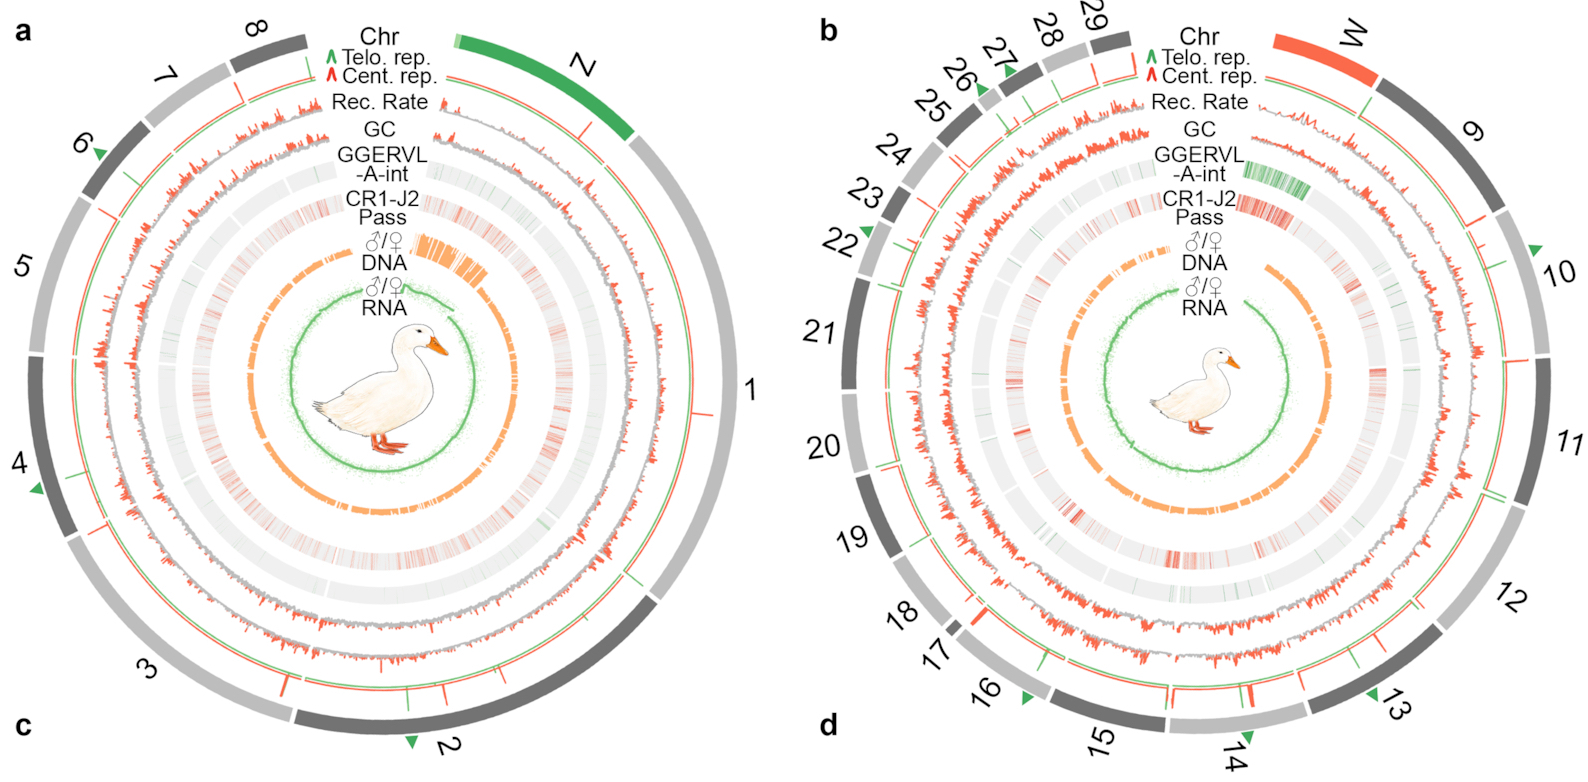 a
Chr
Telo. rep.
Cent. rep.
Rec. Rate
GC
GGERVL
-A-int
CR1-J2
Pass
♂/♀
DNA
♂/♀
RNA
Z
1
2
3
4
5
6
7
8
b
Chr
Telo. rep.
Cent. rep.
Rec. Rate
GC
GGERVL
-A-int
CR1-J2
Pass
♂/♀
DNA
♂/♀
RNA
W
9
10
11
12
13
14
15
16
17
18
19
20
21
22
23
24
25
26
27
28
29
c
d